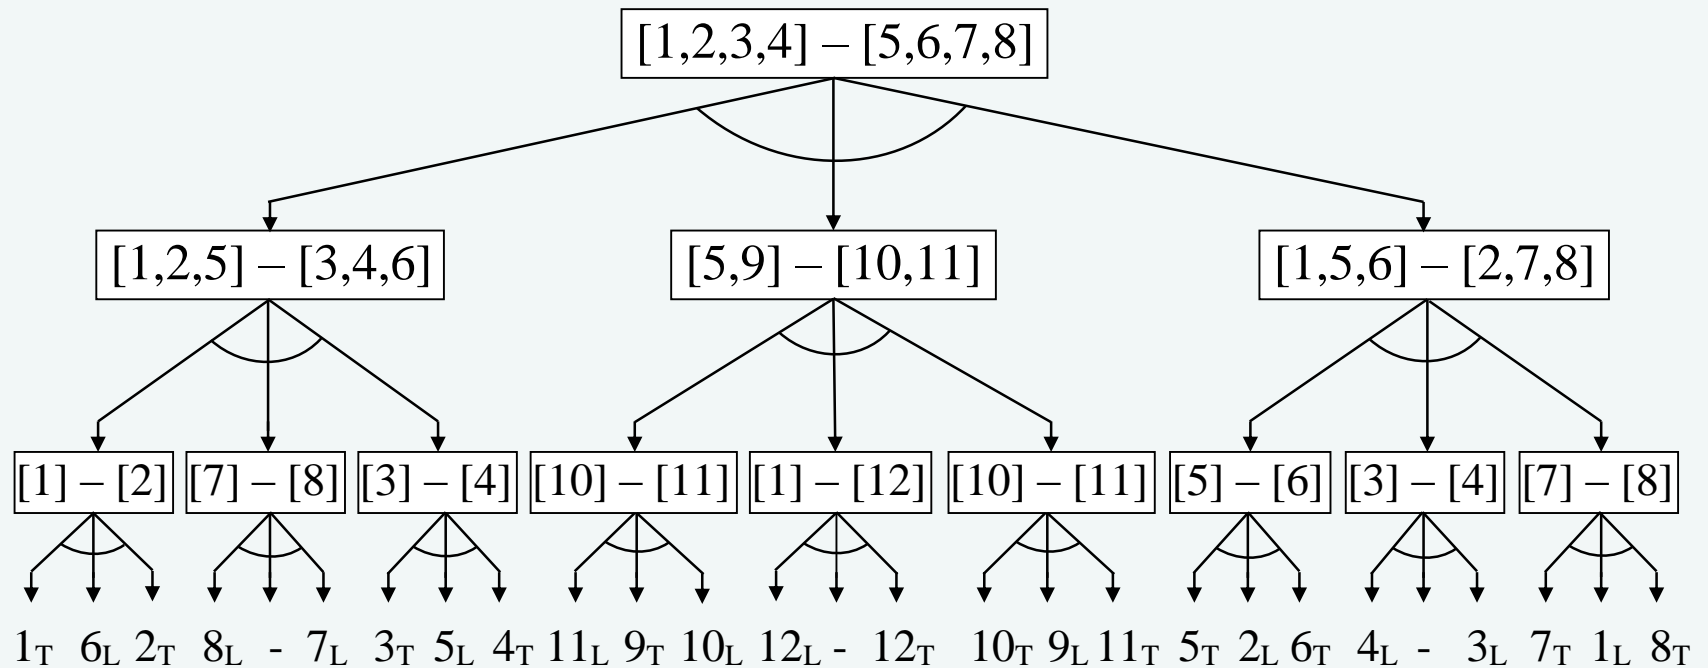 [1,2,3,4] – [5,6,7,8]
[1,2,5] – [3,4,6] [5,9] – [10,11] [1,5,6] – [2,7,8]
[1] – [2] [7] – [8] [3] – [4] [10] – [11] [1] – [12] [10] – [11] [5] – [6] [3] – [4] [7] – [8]
1T 6L 2T 8L - 7L 3T 5L 4T 11L 9T 10L 12L - 12T 10T 9L 11T 5T 2L 6T 4L - 3L 7T 1L 8T